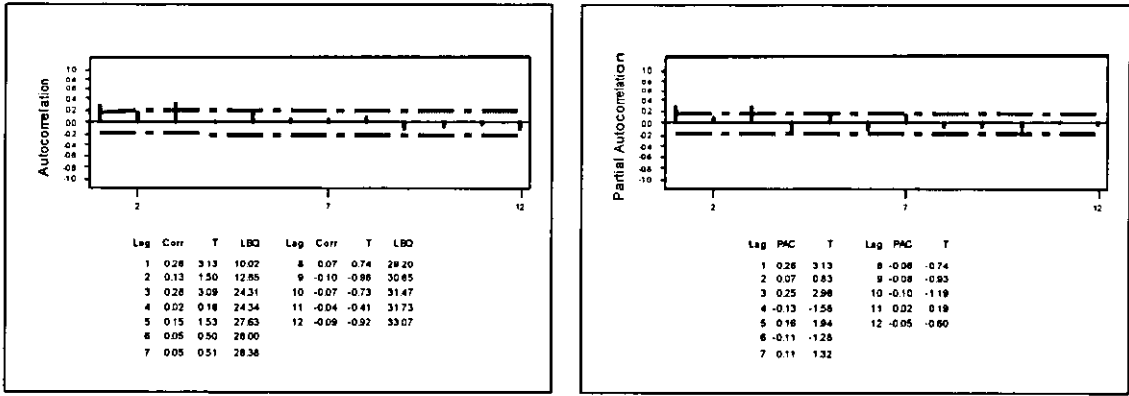 Autocorrelation
1.0
0.8
0.6
0.4
0.2
0.0
-0.2
-0.4
-0.6
-0.8
-1.0
2 7 12
Lag Corr T LBQ Lag Corr T LBQ
1 0.26 3.13 10.02 8 0.07 0.74 29.20
2 0.13 1.50 12.65 9 -0.10 -0.96 30.65
3 0.28 3.09 24.31 10 -0.07 -0.73 31.47
4 0.02 0.18 24.34 11 -0.04 -0.41 31.73
5 0.15 1.53 27.63 12 -0.09 -0.92 33.07
6 0.05 0.50 28.00
7 0.05 0.51 28.38
Partial Autocorrelation
1.0
0.8
0.6
0.4
0.2
0.0
-0.2
-0.4
-0.6
-0.8
-1.0
2 7 12
Lag PAC T Lag PAC T
1 0.26 3.13 8 -0.06 -0.74
2 0.07 0.83 9 -0.08 -0.93
3 0.25 2.98 10 -0.10 -1.19
4 -0.13 -1.58 11 0.02 0.19
5 0.16 1.94 12 -0.05 -0.60
6 -0.11 -1.28
7 0.11 1.32